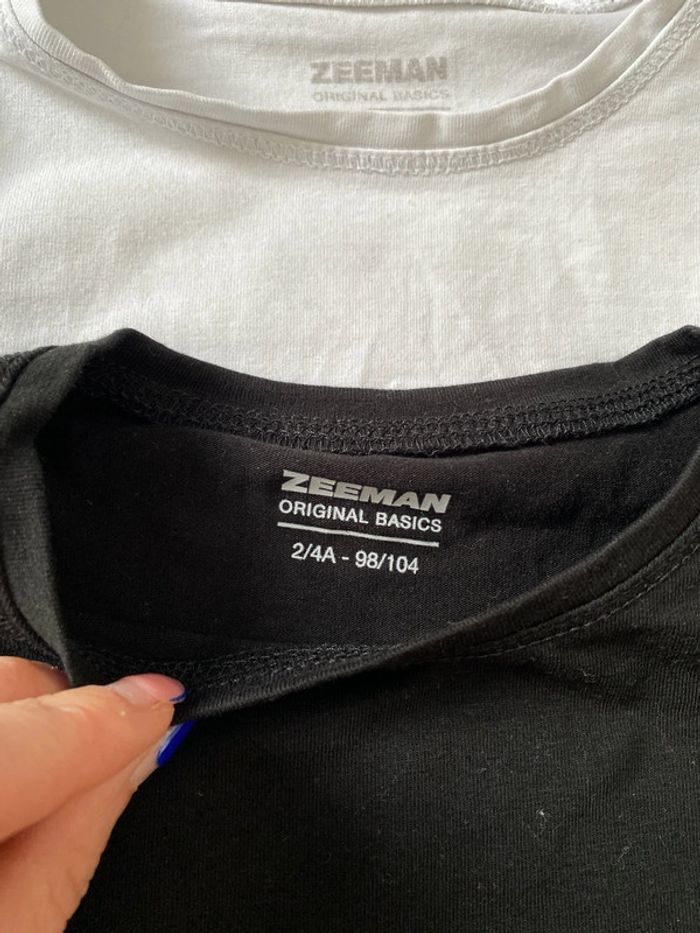 ZEEMAN
ORIGINAL BASICS
ZEEMAN
ORIGINAL BASICS
2/4A - 98/104